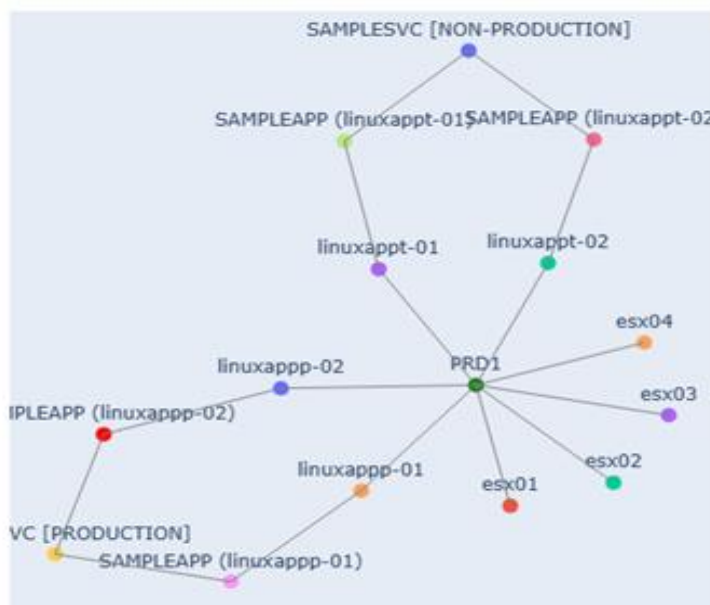 SAMPLESVC [NON-PRODUCTION]
SAMPLEAPP (linuxappt-01)
SAMPLEAPP (linuxappt-02
linuxappt-01
linuxappt-02
esx04
PRD1
linuxappp-02
esx03
MPLEAPP (linuxappp-02)
linuxappp-01
esx02
esx01
VC [PRODUCTION]
SAMPLEAPP (linuxappp-01)